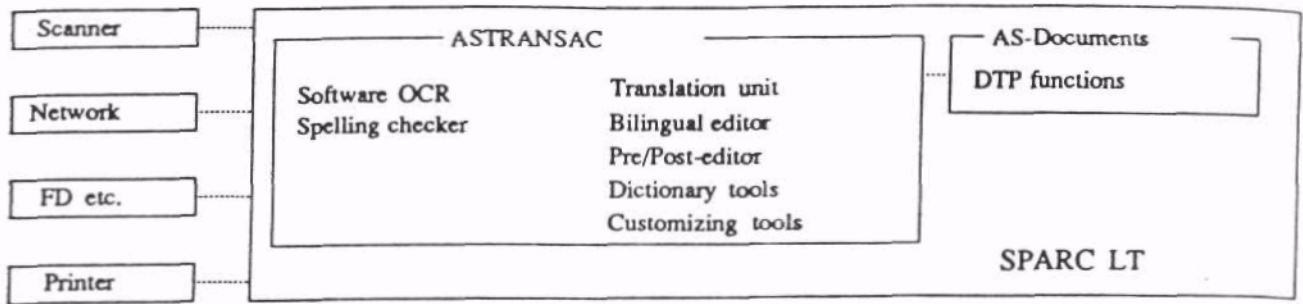 Scanner
Network
FD etc.
Printer
ASTRANSAC
Software OCR
Spelling checker
Translation unit
Bilingual editor
Pre/Post-editor
Dictionary tools
Customizing tools
AS-Documents
DTP functions
SPARC LT